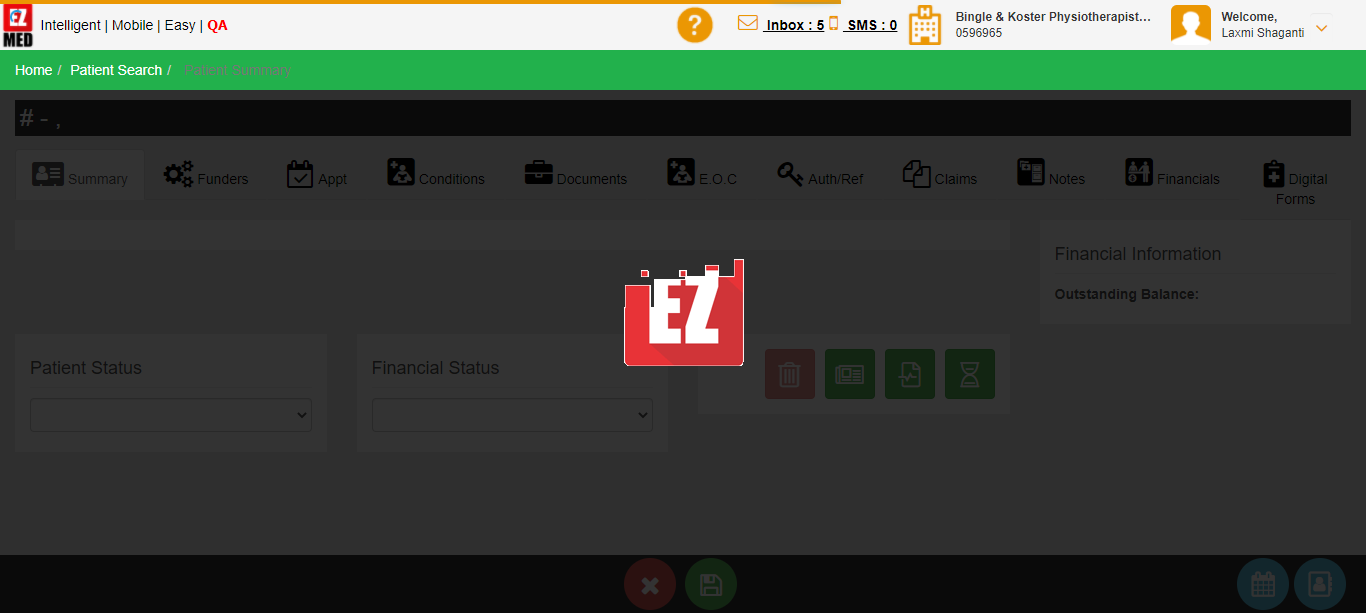 EZ
MED
Intelligent | Mobile | Easy | QA
?
Inbox : 5
SMS : 0
H
Bingle & Koster Physiotherapist...
0596965
Welcome,
Laxmi Shaganti
Home / Patient Search / Patient Summary
# - ,
Summary
Funders
Appt
Conditions
Documents
E.O.C
Auth/Ref
Claims
Notes
Financials
Digital
Forms
Financial Information
Outstanding Balance:
EZ
Patient Status
Financial Status